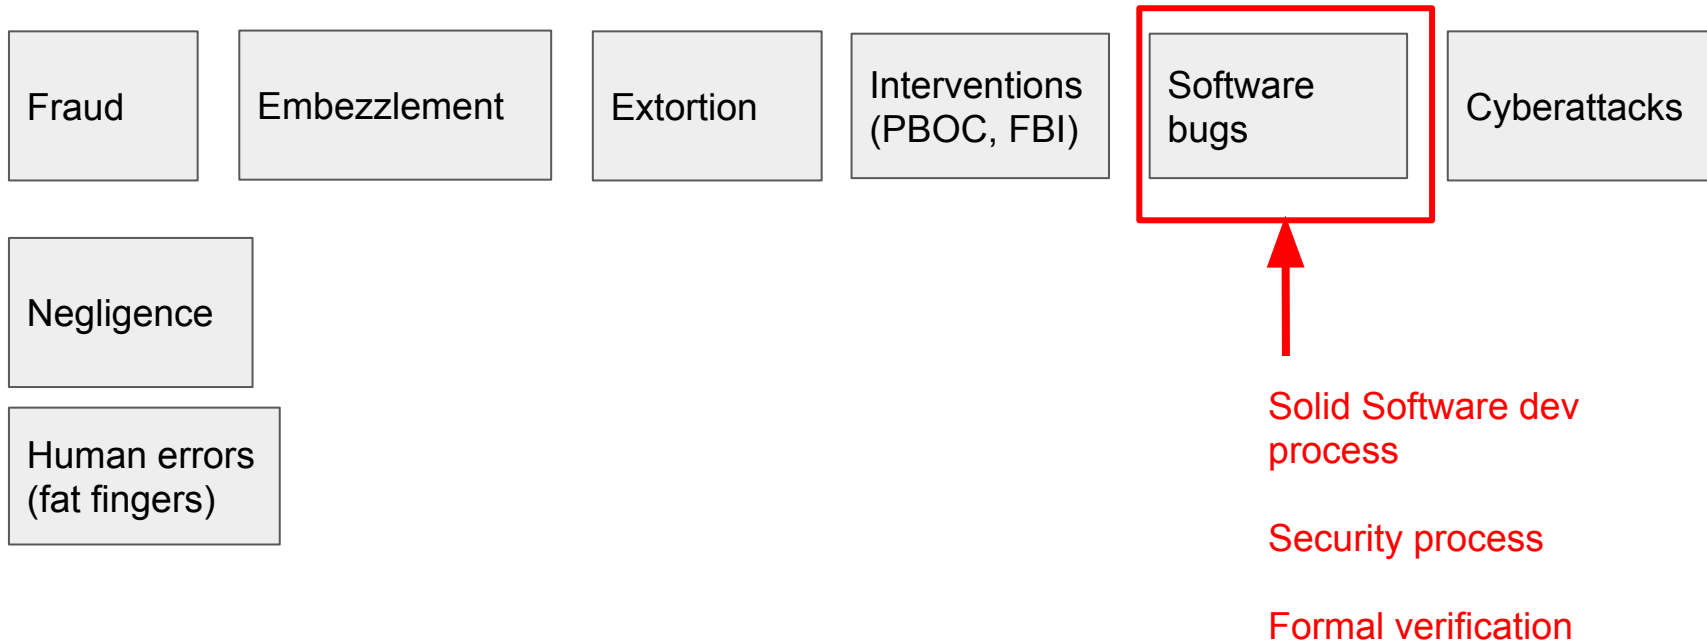 Fraud
Embezzlement
Extortion
Interventions
(PBOC, FBI)
Software
bugs
Cyberattacks
Negligence
Human errors
(fat fingers)
Solid Software dev
process
Security process
Formal verification